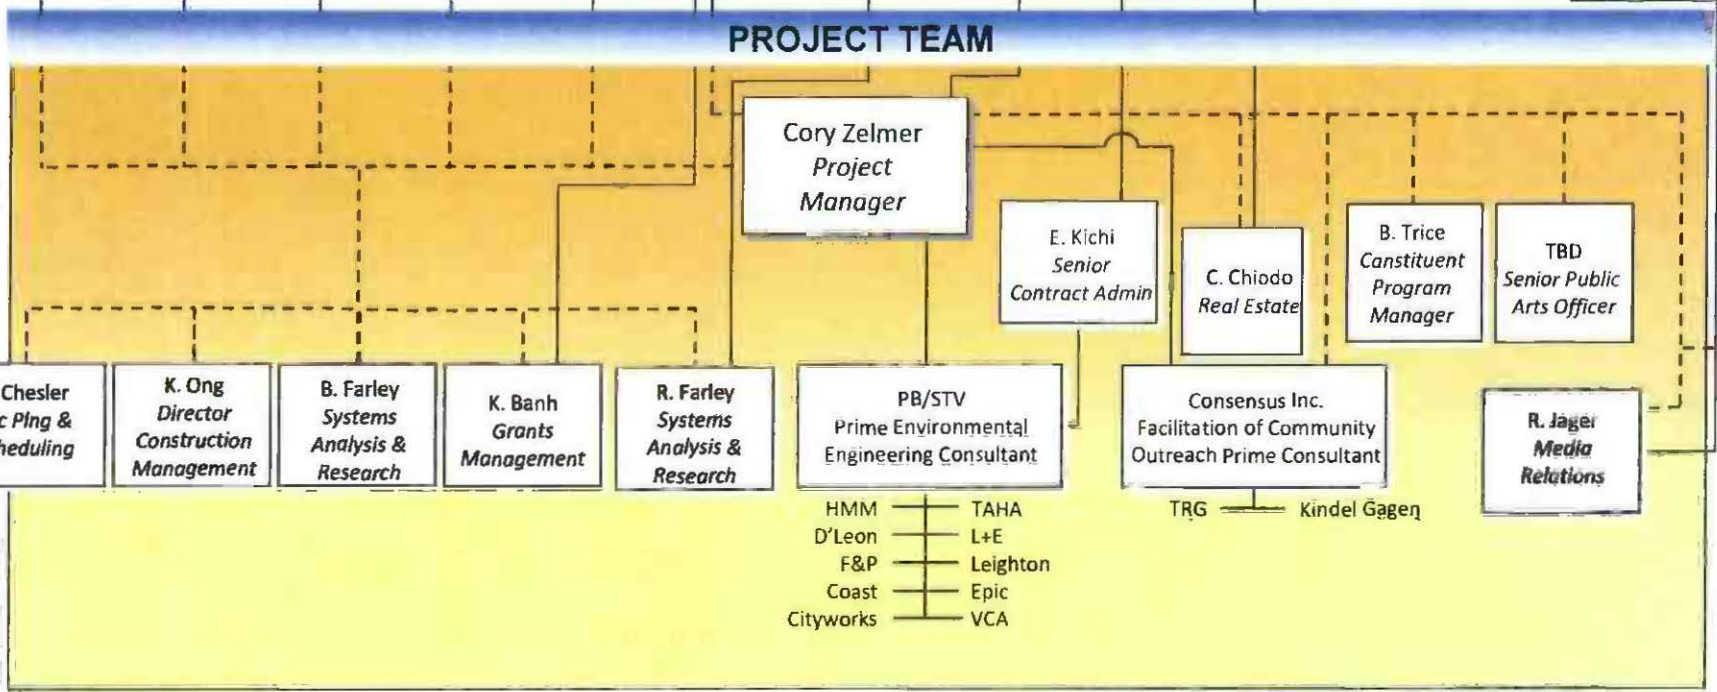 PROJECT TEAM
Cory Zelmer
Project
Manager
E. Kichi
Senior
Contract Admin
C. Chiodo
Real Estate
B. Trice
Canstituent
Program
Manager
TBD
Senior Public
Arts Officer
Chesler
c Plng &
heduling
K. Ong
Director
Construction
Management
B. Farley
Systems
Analysis &
Research
K. Banh
Grants
Management
R. Farley
Systems
Analysis &
Research
PB/STV
Prime Environmental
Engineering Consultant
Consensus Inc.
Facilitation of Community
Outreach Prime Consultant
R. Jager
Media
Relations
HMM TAHA
D'Leon L+E
F&P Leighton
Coast Epic
Cityworks VCA
TRG Kindel Gagen